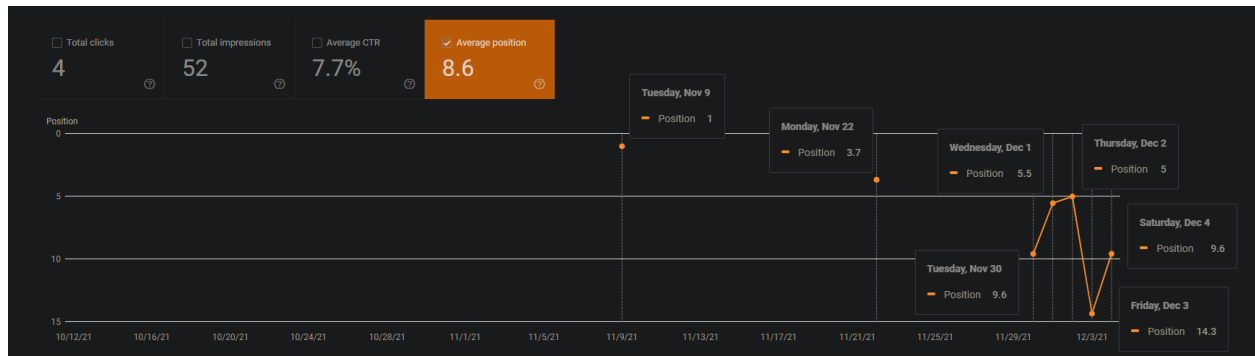 Total clicks
4
Total impressions
52
Average CTR
7.7%
Average position
8.6
Tuesday, Nov 9
Position 1
Monday, Nov 22
Position 3.7
Wednesday, Dec 1
Position 5.5
Thursday, Dec 2
Position 5
Saturday, Dec 4
Position 9.6
Tuesday, Nov 30
Position 9.6
Friday, Dec 3
Position 14.3
Position
0
5
10
15
10/12/21 10/16/21 10/20/21 10/24/21 10/28/21 11/1/21 11/5/21 11/9/21 11/13/21 11/17/21 11/21/21 11/25/21 11/29/21 12/3/21